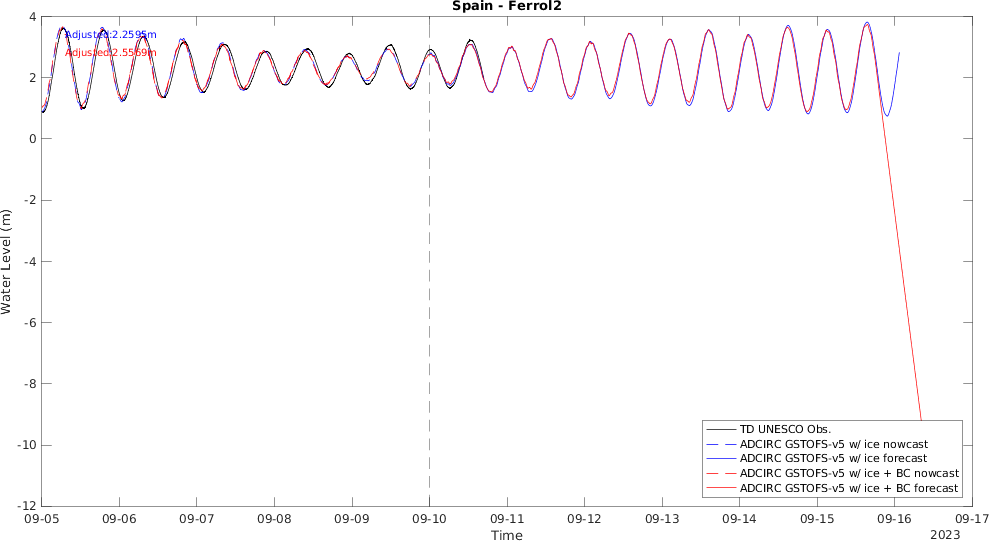 Spain - Ferrol2
Adjusted:2.2595m
Adjusted:2.5569m
Water Level (m)
4
2
0
-2
-4
-6
-8
-10
-12
TD UNESCO Obs.
ADCIRC GSTOFS-v5 w/ ice nowcast
ADCIRC GSTOFS-v5 w/ ice forecast
ADCIRC GSTOFS-v5 w/ ice + BC nowcast
ADCIRC GSTOFS-v5 w/ ice + BC forecast
09-05 09-06 09-07 09-08 09-09 09-10 09-11 09-12 09-13 09-14 09-15 09-16 09-17
Time
2023